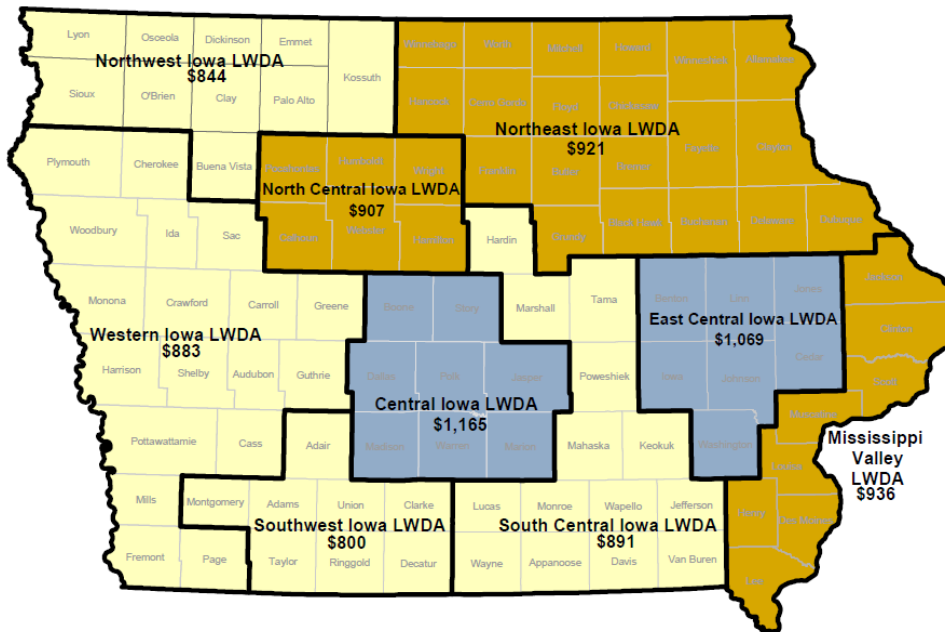 Lyon Osceola Dickinson Emmet
Winnebago Worth Mitchell Howard Winneshiek Allamakee
Northwest Iowa LWDA
$844
Kossuth
Sioux O'Brien Clay Palo Alto
Hancock Cerro Gordo Floyd Chickasaw
Northeast Iowa LWDA
$921
Fayette Clayton
Plymouth Cherokee Buena Vista
Pocahontas Humboldt Wright
Franklin Butler Bremer
North Central Iowa LWDA
$907
Woodbury Ida Sac
Calhoun Webster Hamilton Hardin
Grundy Black Hawk Buchanan Delaware Dubuque
Monona Crawford Carroll Greene
Boone Story Marshall Tama
Benton Linn Jones Jackson
Western Iowa LWDA
$883
East Central Iowa LWDA
$1,069
Clinton
Harrison Shelby Audubon Guthrie
Dallas Polk Jasper Poweshiek
Iowa Johnson Cedar Scott
Central Iowa LWDA
$1,165
Muscatine
Pottawattamie Cass Adair
Madison Warren Marion
Mahaska Keokuk Washington
Louisa
Mississippi
Valley
LWDA
$936
Mills Montgomery Adams Union Clarke
Lucas Monroe Wapello Jefferson
Henry Des Moines
Southwest Iowa LWDA
$800
South Central Iowa LWDA
$891
Fremont Page Taylor Ringgold Decatur
Wayne Appanoose Davis Van Buren
Lee